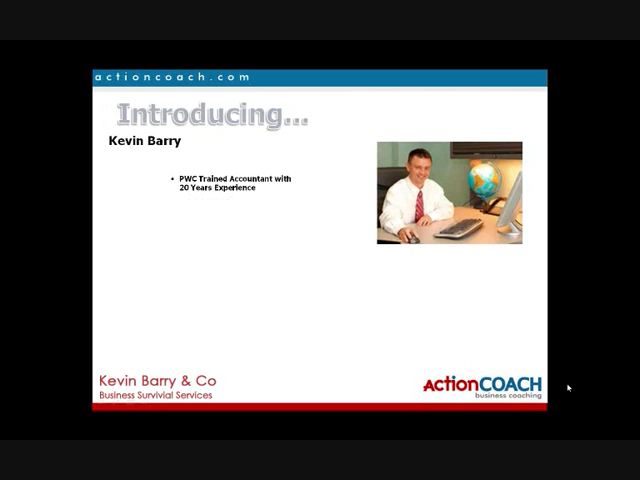 actioncoach.com
Introducing...
Kevin Barry
• PWC Trained Accountant with
20 Years Experience
Kevin Barry & Co
Business Survivial Services
ACTionCOACH
business coaching